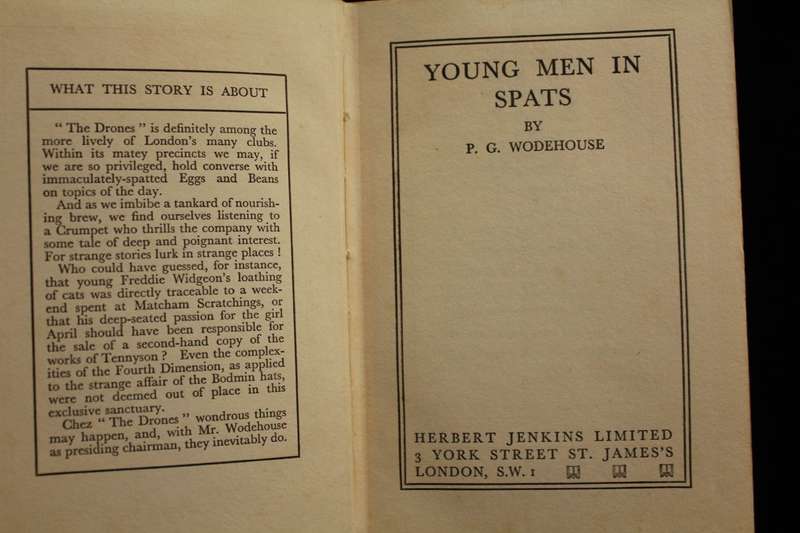 WHAT THIS STORY IS ABOUT
“ The Drones ” is definitely among the
more lively of London's many clubs.
Within its matey precincts we may, if
we are so privileged, hold converse with
immaculately-spatted Eggs and Beans
on topics of the day.
And as we imbibe a tankard of nourish-
ing brew, we find ourselves listening to
a Crumpet who thrills the company with
some tale of deep and poignant interest.
For strange stories lurk in strange places !
Who could have guessed, for instance,
that young Freddie Widgeon's loathing
of cats was directly traceable to a week-
end spent at Matcham Scratchings, or
that his deep-seated passion for the girl
April should have been responsible for
the sale of a second-hand copy of the
works of Tennyson ? Even the complex-
ities of the Fourth Dimension, as applied
to the strange affair of the Bodmin hats,
were not deemed out of place in this
exclusive sanctuary.
Chez “ The Drones ” wondrous things
may happen, and, with Mr. Wodehouse
as presiding chairman, they inevitably do.
YOUNG MEN IN
SPATS
BY
P. G. WODEHOUSE
HERBERT JENKINS LIMITED
3 YORK STREET ST. JAMES'S
LONDON, S.W. 1